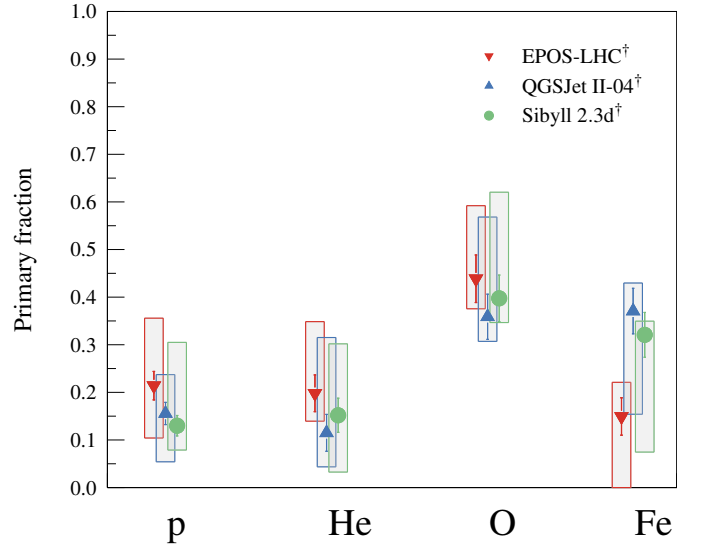 1.0
0.9
0.8
0.7
0.6
0.5
0.4
0.3
0.2
0.1
0.0
Primary fraction
EPOS-LHC†
QGSJet II-04†
Sibyll 2.3d†
p He O Fe